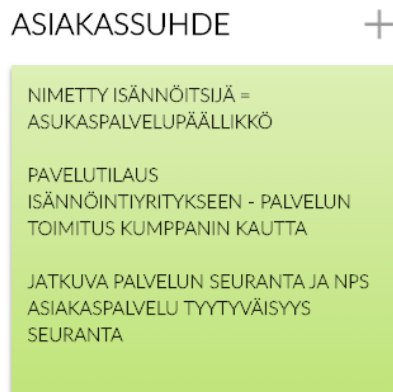 ASIAKASSUHDE
NIMETTY ISÄNNÖITSIJÄ =
ASUKASPALVELUPÄÄLLIKKÖ
PAVELUTILAUS
ISÄNNÖINTIYRITYKSEEN - PALVELUN
TOIMITUS KUMPPANIN KAUTTA
JATKUVA PALVELUN SEURANTA JA NPS
ASIAKASPALVELU TYYTYVÄISYYS
SEURANTA